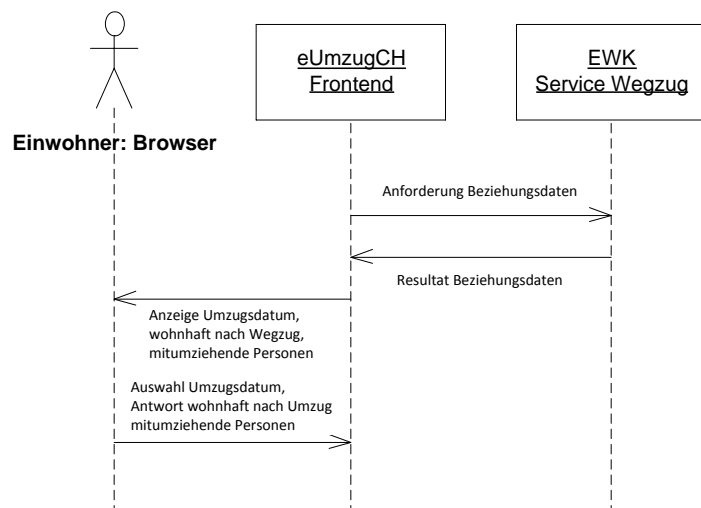 eUmzugCH
Frontend
EWK
Service Wegzug
Einwohner: Browser
Anforderung Beziehungsdaten
Resultat Beziehungsdaten
Anzeige Umzugsdatum,
wohnhaft nach Wegzug,
mitumziehende Personen
Auswahl Umzugsdatum,
Antwort wohnhaft nach Umzug
mitumziehende Personen